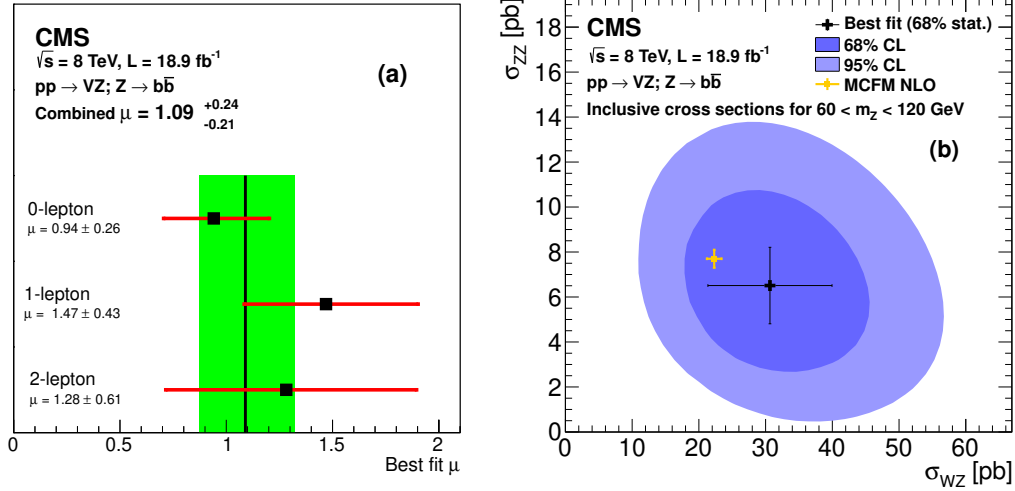 CMS
√s = 8 TeV, L = 18.9 fb⁻¹
(a)
pp → VZ; Z → bb̅
Combined μ = 1.09 +0.24 -0.21
0-lepton
μ = 0.94 ± 0.26
1-lepton
μ = 1.47 ± 0.43
2-lepton
μ = 1.28 ± 0.61
0 0.5 1 1.5 2
Best fit μ
σZZ [pb]
18
16
14
12
10
8
6
4
2
0
CMS
√s = 8 TeV, L = 18.9 fb⁻¹
pp → VZ; Z → bb̅
Inclusive cross sections for 60 < mZ < 120 GeV
Best fit (68% stat.)
68% CL
95% CL
MCFM NLO
(b)
0 10 20 30 40 50 60
σWZ [pb]